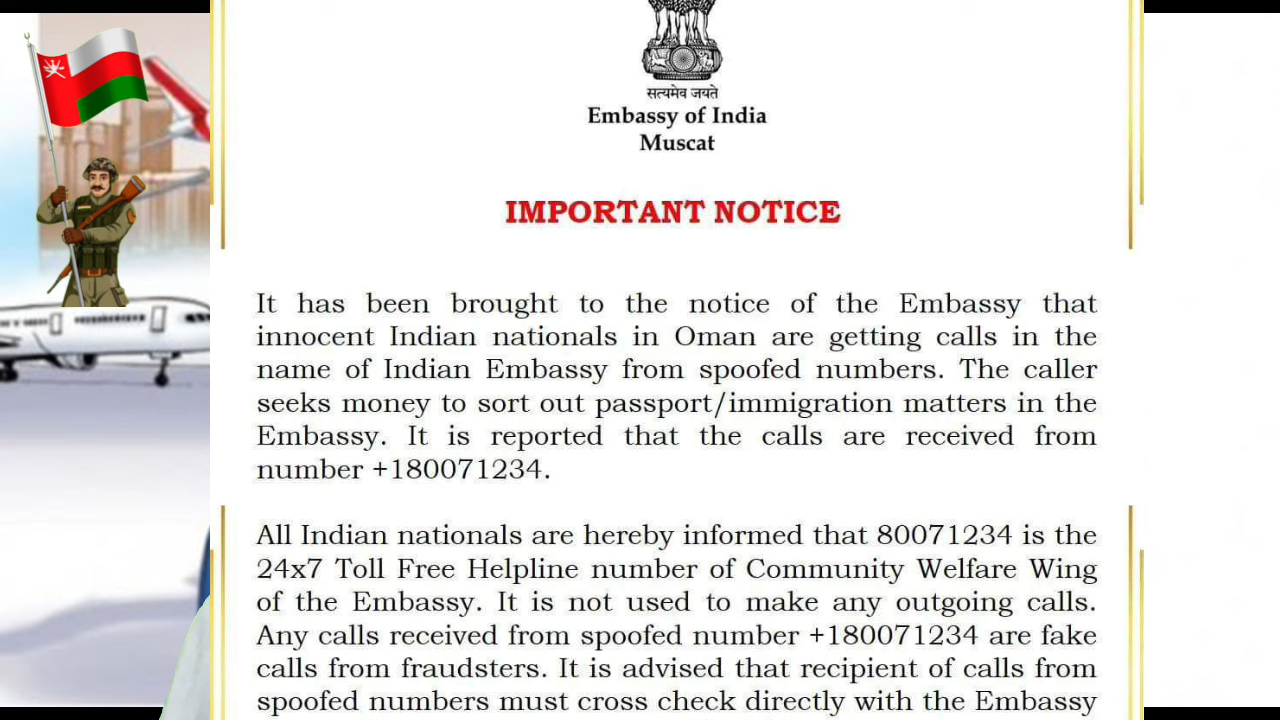 सत्यमेव जयते
Embassy of India
Muscat
IMPORTANT NOTICE
It has been brought to the notice of the Embassy that
innocent Indian nationals in Oman are getting calls in the
name of Indian Embassy from spoofed numbers. The caller
seeks money to sort out passport/immigration matters in the
Embassy. It is reported that the calls are received from
number +180071234.
All Indian nationals are hereby informed that 80071234 is the
24x7 Toll Free Helpline number of Community Welfare Wing
of the Embassy. It is not used to make any outgoing calls.
Any calls received from spoofed number +180071234 are fake
calls from fraudsters. It is advised that recipient of calls from
spoofed numbers must cross check directly with the Embassy